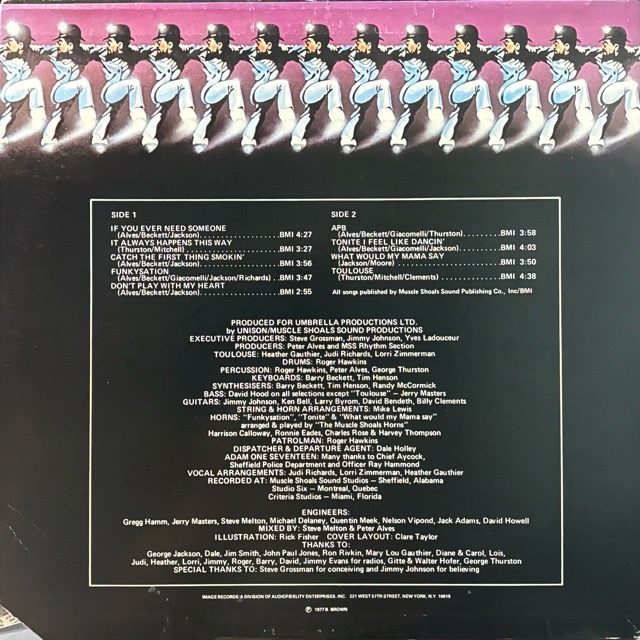 SIDE 1
IF YOU EVER NEED SOMEONE
(Alves/Beckett/Jackson)....................BMI 4:27
IT ALWAYS HAPPENS THIS WAY
(Thurston/Mitchell)....................BMI 3:27
CATCH THE FIRST THING SMOKIN'
(Alves/Beckett/Jackson)....................BMI 3:56
FUNKYSATION
(Alves/Beckett/Giacomelli/Jackson/Richards)..BMI 3:47
DON'T PLAY WITH MY HEART
(Alves/Beckett/Jackson)....................BMI 2:55
SIDE 2
APB
(Alves/Beckett/Giacomelli/Thurston)........BMI 3:58
TONITE I FEEL LIKE DANCIN'
(Alves/Beckett/Giacomelli/Jackson).........BMI 4:03
WHAT WOULD MY MAMA SAY
(Jackson/Moore)....................BMI 3:50
TOULOUSE
(Thurston/Mitchell/Clements)..............BMI 4:38
All songs published by Muscle Shoals Sound Publishing Co., Inc/BMI
PRODUCED FOR UMBRELLA PRODUCTIONS LTD.
by UNISON/MUSCLE SHOALS SOUND PRODUCTIONS
EXECUTIVE PRODUCERS: Steve Grossman, Jimmy Johnson, Yves Ladouceur
PRODUCERS: Peter Alves and MSS Rhythm Section
TOULOUSE: Heather Gauthier, Judi Richards, Lorri Zimmerman
DRUMS: Roger Hawkins
PERCUSSION: Roger Hawkins, Peter Alves, George Thurston
KEYBOARDS: Barry Beckett, Tim Henson
SYNTHESISERS: Barry Beckett, Tim Henson, Randy McCormick
BASS: David Hood on all selections except "Toulouse" – Jerry Masters
GUITARS: Jimmy Johnson, Ken Bell, Larry Byrom, David Bendeth, Billy Clements
STRING & HORN ARRANGEMENTS: Mike Lewis
HORNS: "Funkysation", "Tonite" & "What would my Mama say"
arranged & played by "The Muscle Shoals Horns"
Harrison Calloway, Ronnie Eades, Charles Rose & Harvey Thompson
PATROLMAN: Roger Hawkins
DISPATCHER & DEPARTURE AGENT: Dale Holley
ADAM ONE SEVENTEEN: Many thanks to Chief Aycock,
Sheffield Police Department and Officer Ray Hammond
VOCAL ARRANGEMENTS: Judi Richards, Lorri Zimmerman, Heather Gauthier
RECORDED AT: Muscle Shoals Sound Studios – Sheffield, Alabama
Studio Six – Montreal, Quebec
Criteria Studios – Miami, Florida
ENGINEERS:
Gregg Hamm, Jerry Masters, Steve Melton, Michael Delaney, Quentin Meek, Nelson Vipond, Jack Adams, David Howell
MIXED BY: Steve Melton & Peter Alves
ILLUSTRATION: Rick Fisher COVER LAYOUT: Clare Taylor
THANKS TO:
George Jackson, Dale, Jim Smith, John Paul Jones, Ron Rivkin, Mary Lou Gauthier, Diane & Carol, Lois,
Judi, Heather, Lorri, Jimmy, Roger, Barry, David, Jimmy Evans for radios, Gitte & Walter Hofer, George Thurston
SPECIAL THANKS TO: Steve Grossman for conceiving and Jimmy Johnson for believing
IMAGE RECORDS A DIVISION OF AUDIOFIDELITY ENTERPRISES, INC. 221 WEST 57TH STREET, NEW YORK, N.Y. 10019
℗ 1977 B. BROWN